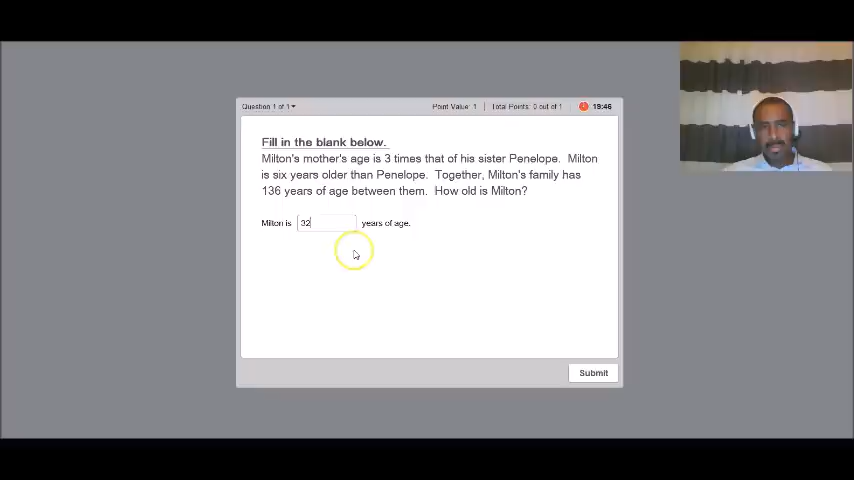 Question 1 of 1
Point Value: 1 | Total Points: 0 out of 1
19:46
Fill in the blank below.
Milton's mother's age is 3 times that of his sister Penelope. Milton
is six years older than Penelope. Together, Milton's family has
136 years of age between them. How old is Milton?
Milton is 32 years of age.
Submit